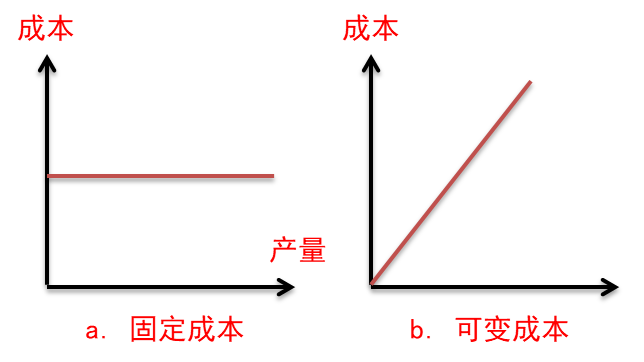 成本
成本
产量
a. 固定成本
b. 可变成本